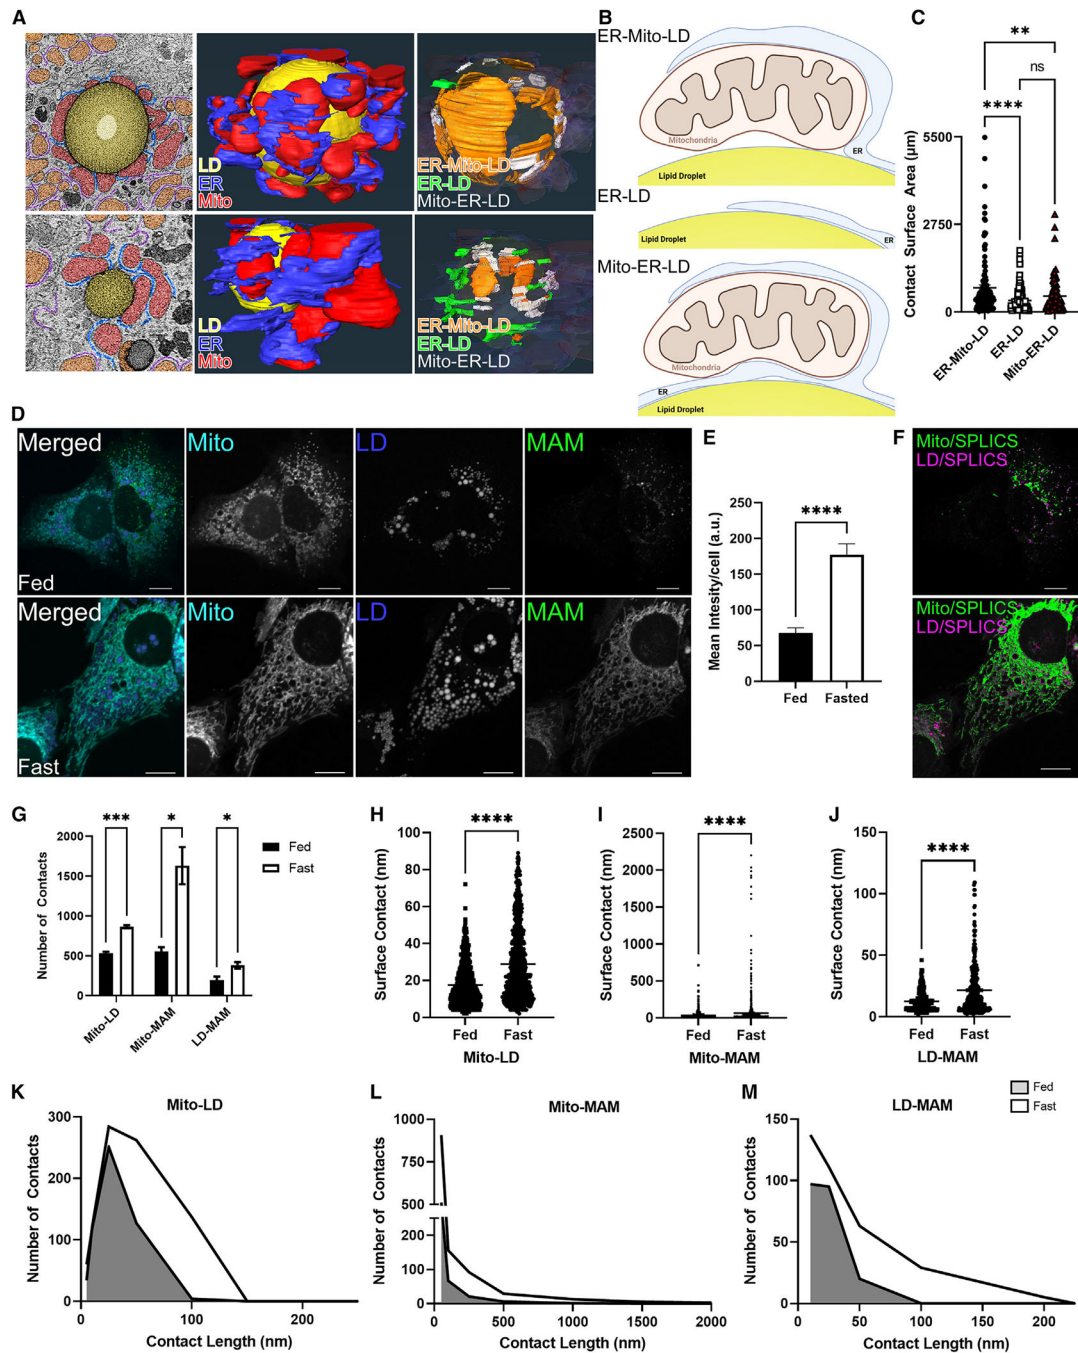 A
LD
ER
Mito
ER-Mito-LD
ER-LD
Mito-ER-LD
LD
ER
Mito
ER-Mito-LD
ER-LD
Mito-ER-LD
B
ER-Mito-LD
Mitochondria
ER
Lipid Droplet
ER-LD
Lipid Droplet
ER
Mito-ER-LD
Mitochondria
ER
Lipid Droplet
C
**
ns
****
Contact Surface Area (µm)
5500
2750
0
ER-Mito-LD
ER-LD
Mito-ER-LD
D
Merged
Mito
LD
MAM
Fed
Merged
Mito
LD
MAM
Fast
E
****
Mean Intesity/cell (a.u.)
250
200
150
100
50
0
Fed
Fasted
F
Mito/SPLICS
LD/SPLICS
Mito/SPLICS
LD/SPLICS
G
***
*
*
Number of Contacts
2000
1500
1000
500
0
Mito-LD
Mito-MAM
LD-MAM
Fed
Fast
H
****
Surface Contact (nm)
100
80
60
40
20
0
Fed
Fast
Mito-LD
I
****
Surface Contact (nm)
2500
2000
1500
1000
500
0
Fed
Fast
Mito-MAM
J
****
Surface Contact (nm)
150
100
50
0
Fed
Fast
LD-MAM
K
Mito-LD
Number of Contacts
300
200
100
0
0
100
200
Contact Length (nm)
L
Mito-MAM
Number of Contacts
1000
750
500
200
100
0
0
500
1000
1500
2000
Contact Length (nm)
M
LD-MAM
Fed
Fast
Number of Contacts
150
100
50
0
0
50
100
150
200
Contact Length (nm)